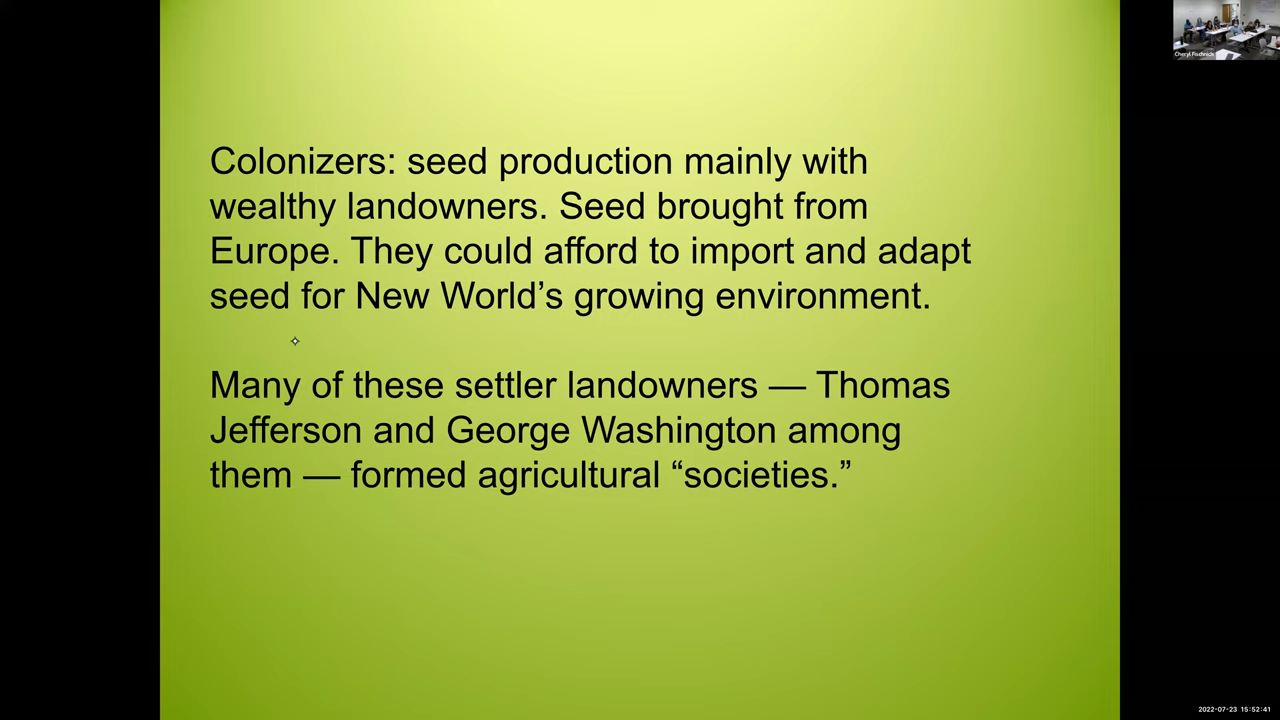 Colonizers: seed production mainly with
wealthy landowners. Seed brought from
Europe. They could afford to import and adapt
seed for New World’s growing environment.
Many of these settler landowners — Thomas
Jefferson and George Washington among
them — formed agricultural “societies.”
Cheryl Fischnich
2022-07-23 15:52:41